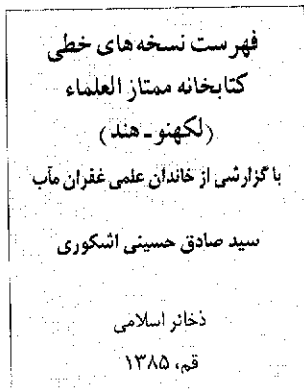 فهرست نسخه‌های خطی
کتابخانه ممتاز العلماء
(لکهنو ـ هند)
با گزارشی از خاندان علمی غفران مآب
سید صادق حسینی اشکوری
ذخائر اسلامی
قم، ۱۳۸۵